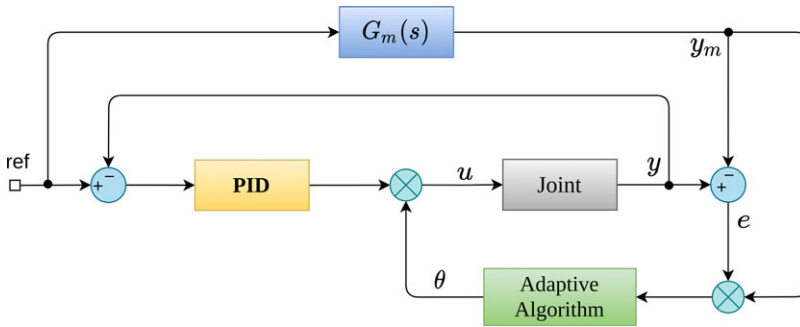 G_m(s)
y_m
ref
+ −
PID
u
Joint
y
+ −
e
θ
Adaptive
Algorithm